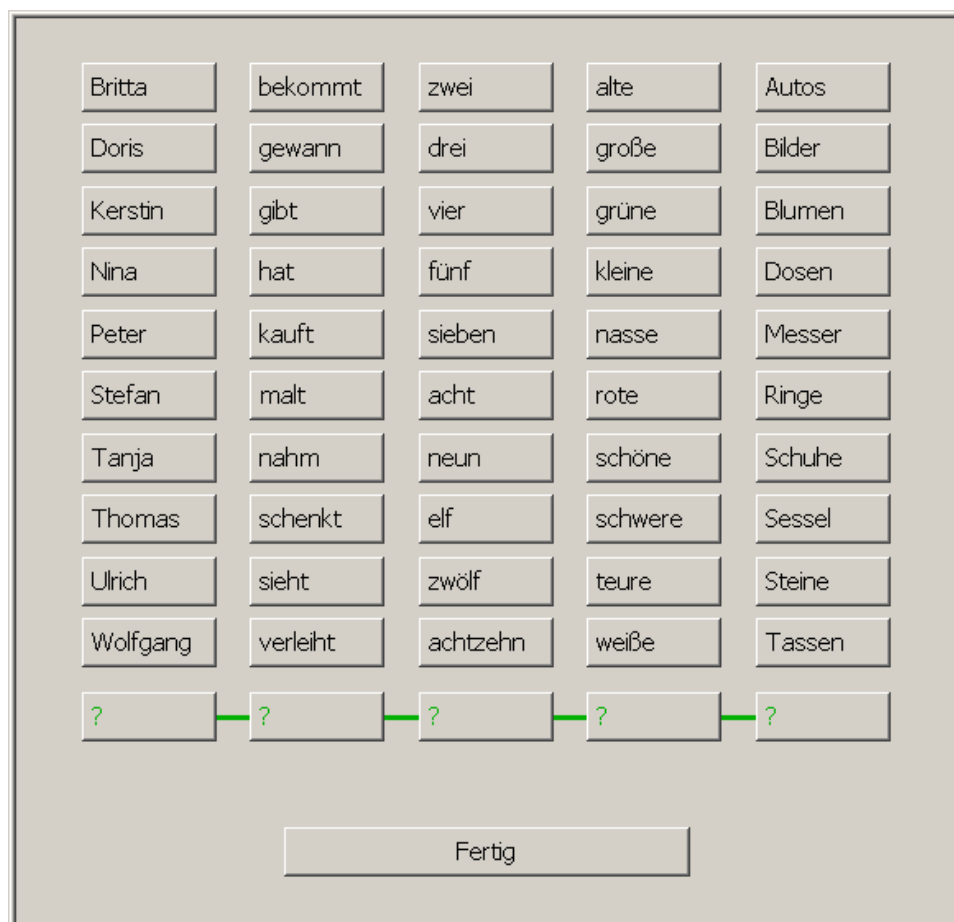 Britta bekommt zwei alte Autos
Doris gewann drei große Bilder
Kerstin gibt vier grüne Blumen
Nina hat fünf kleine Dosen
Peter kauft sieben nasse Messer
Stefan malt acht rote Ringe
Tanja nahm neun schöne Schuhe
Thomas schenkt elf schwere Sessel
Ulrich sieht zwölf teure Steine
Wolfgang verleiht achtzehn weiße Tassen
? ? ? ? ?
Fertig